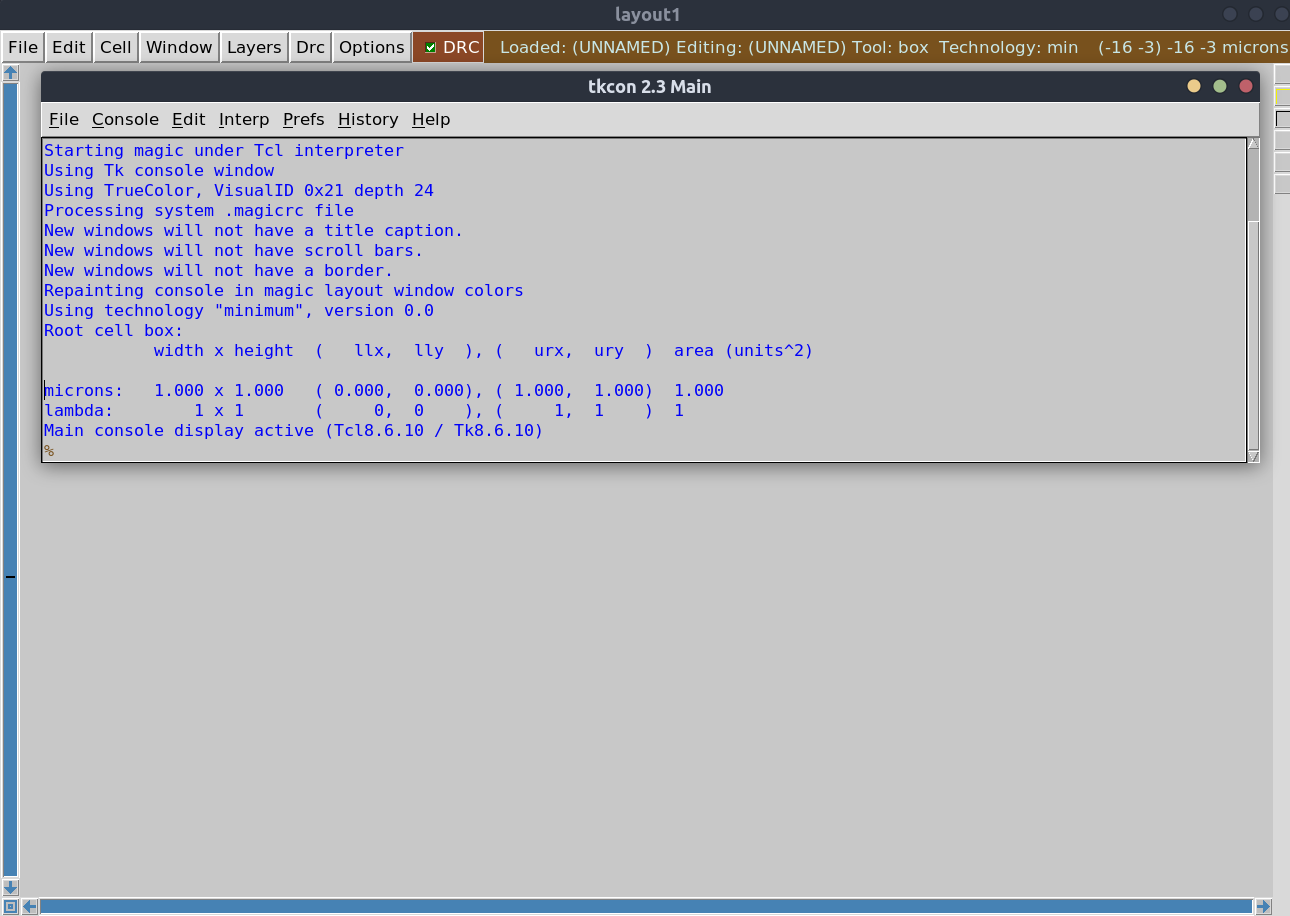 layout1
File Edit Cell Window Layers Drc Options DRC Loaded: (UNNAMED) Editing: (UNNAMED) Tool: box Technology: min (-16 -3) -16 -3 microns
tkcon 2.3 Main
File Console Edit Interp Prefs History Help
Starting magic under Tcl interpreter
Using Tk console window
Using TrueColor, VisualID 0x21 depth 24
Processing system .magicrc file
New windows will not have a title caption.
New windows will not have scroll bars.
New windows will not have a border.
Repainting console in magic layout window colors
Using technology "minimum", version 0.0
Root cell box:
width x height ( llx, lly ), ( urx, ury ) area (units^2)
microns: 1.000 x 1.000 ( 0.000, 0.000), ( 1.000, 1.000) 1.000
lambda: 1 x 1 ( 0, 0 ), ( 1, 1 ) 1
Main console display active (Tcl8.6.10 / Tk8.6.10)
%